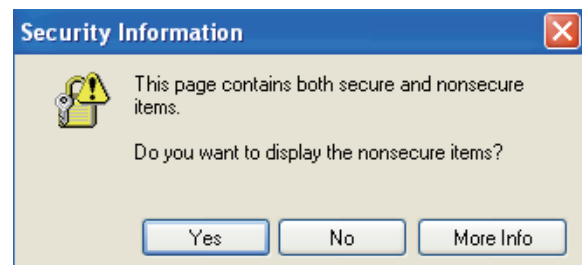 Security Information
This page contains both secure and nonsecure
items.
Do you want to display the nonsecure items?
Yes No More Info